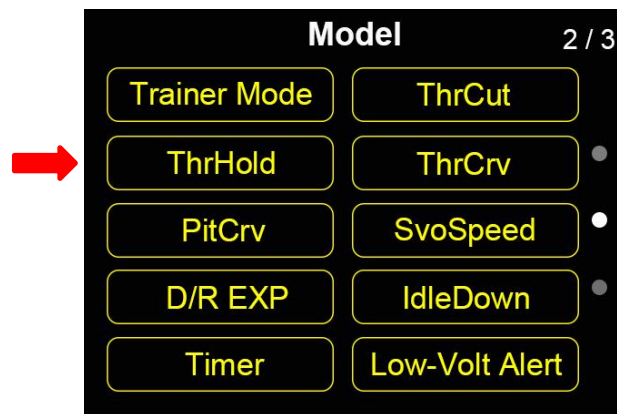 Model
2 / 3
Trainer Mode
ThrCut
ThrHold
ThrCrv
PitCrv
SvoSpeed
D/R EXP
IdleDown
Timer
Low-Volt Alert